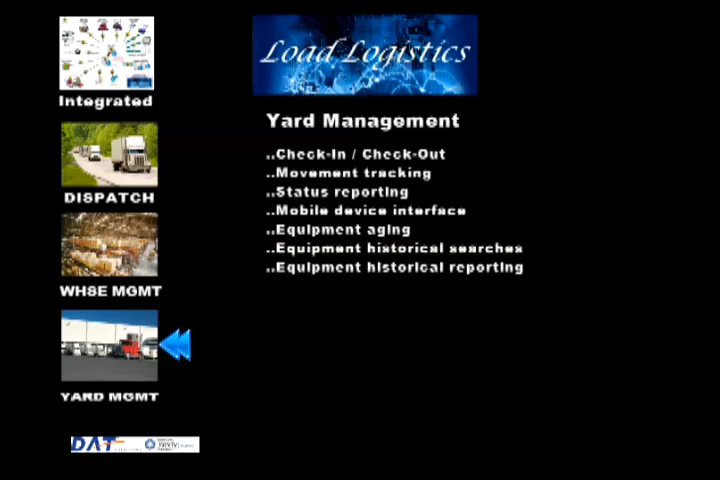 Integrated
DISPATCH
WHSE MGMT
YARD MGMT
DAT
Load Logistics
Yard Management
..Check-In / Check-Out
..Movement tracking
..Status reporting
..Mobile device interface
..Equipment aging
..Equipment historical searches
..Equipment historical reporting